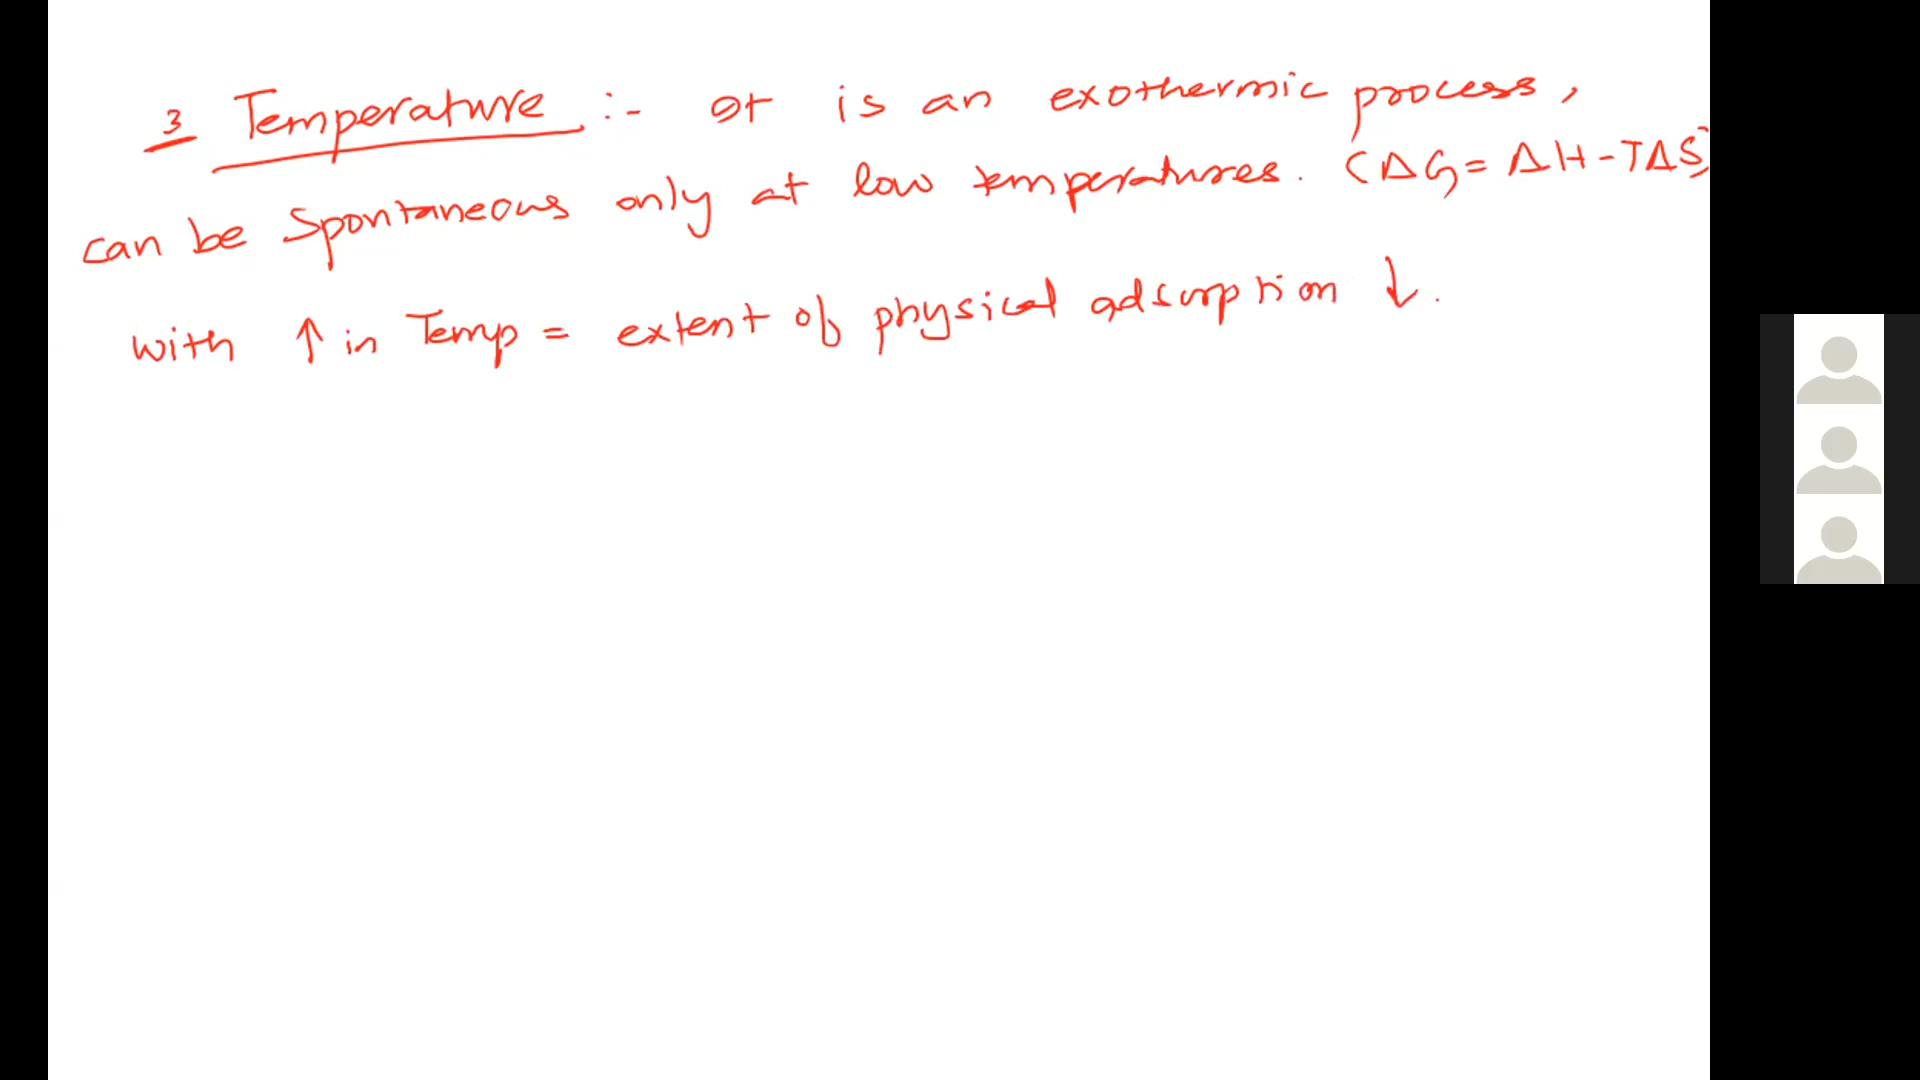 3 Temperature :- It is an exothermic process,
can be spontaneous only at low temperatures. (ΔG = ΔH - TΔS)
with ↑ in Temp = extent of physical adsorption ↓.